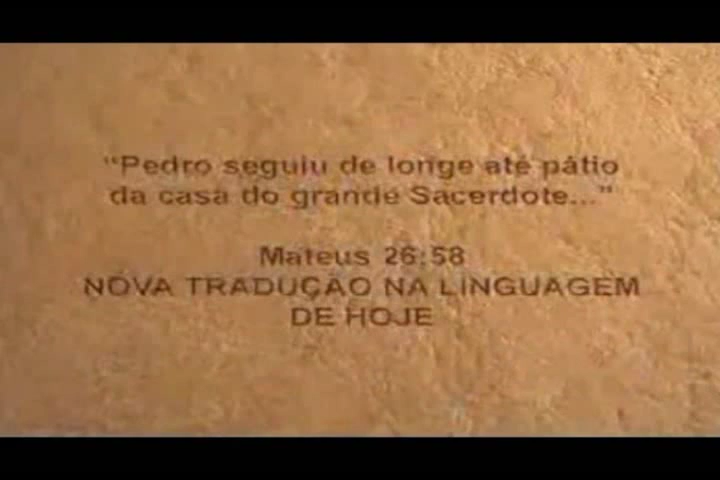 "Pedro seguiu de longe até pátio
da casa do grande Sacerdote..."
Mateus 26:58
NOVA TRADUÇÃO NA LINGUAGEM
DE HOJE